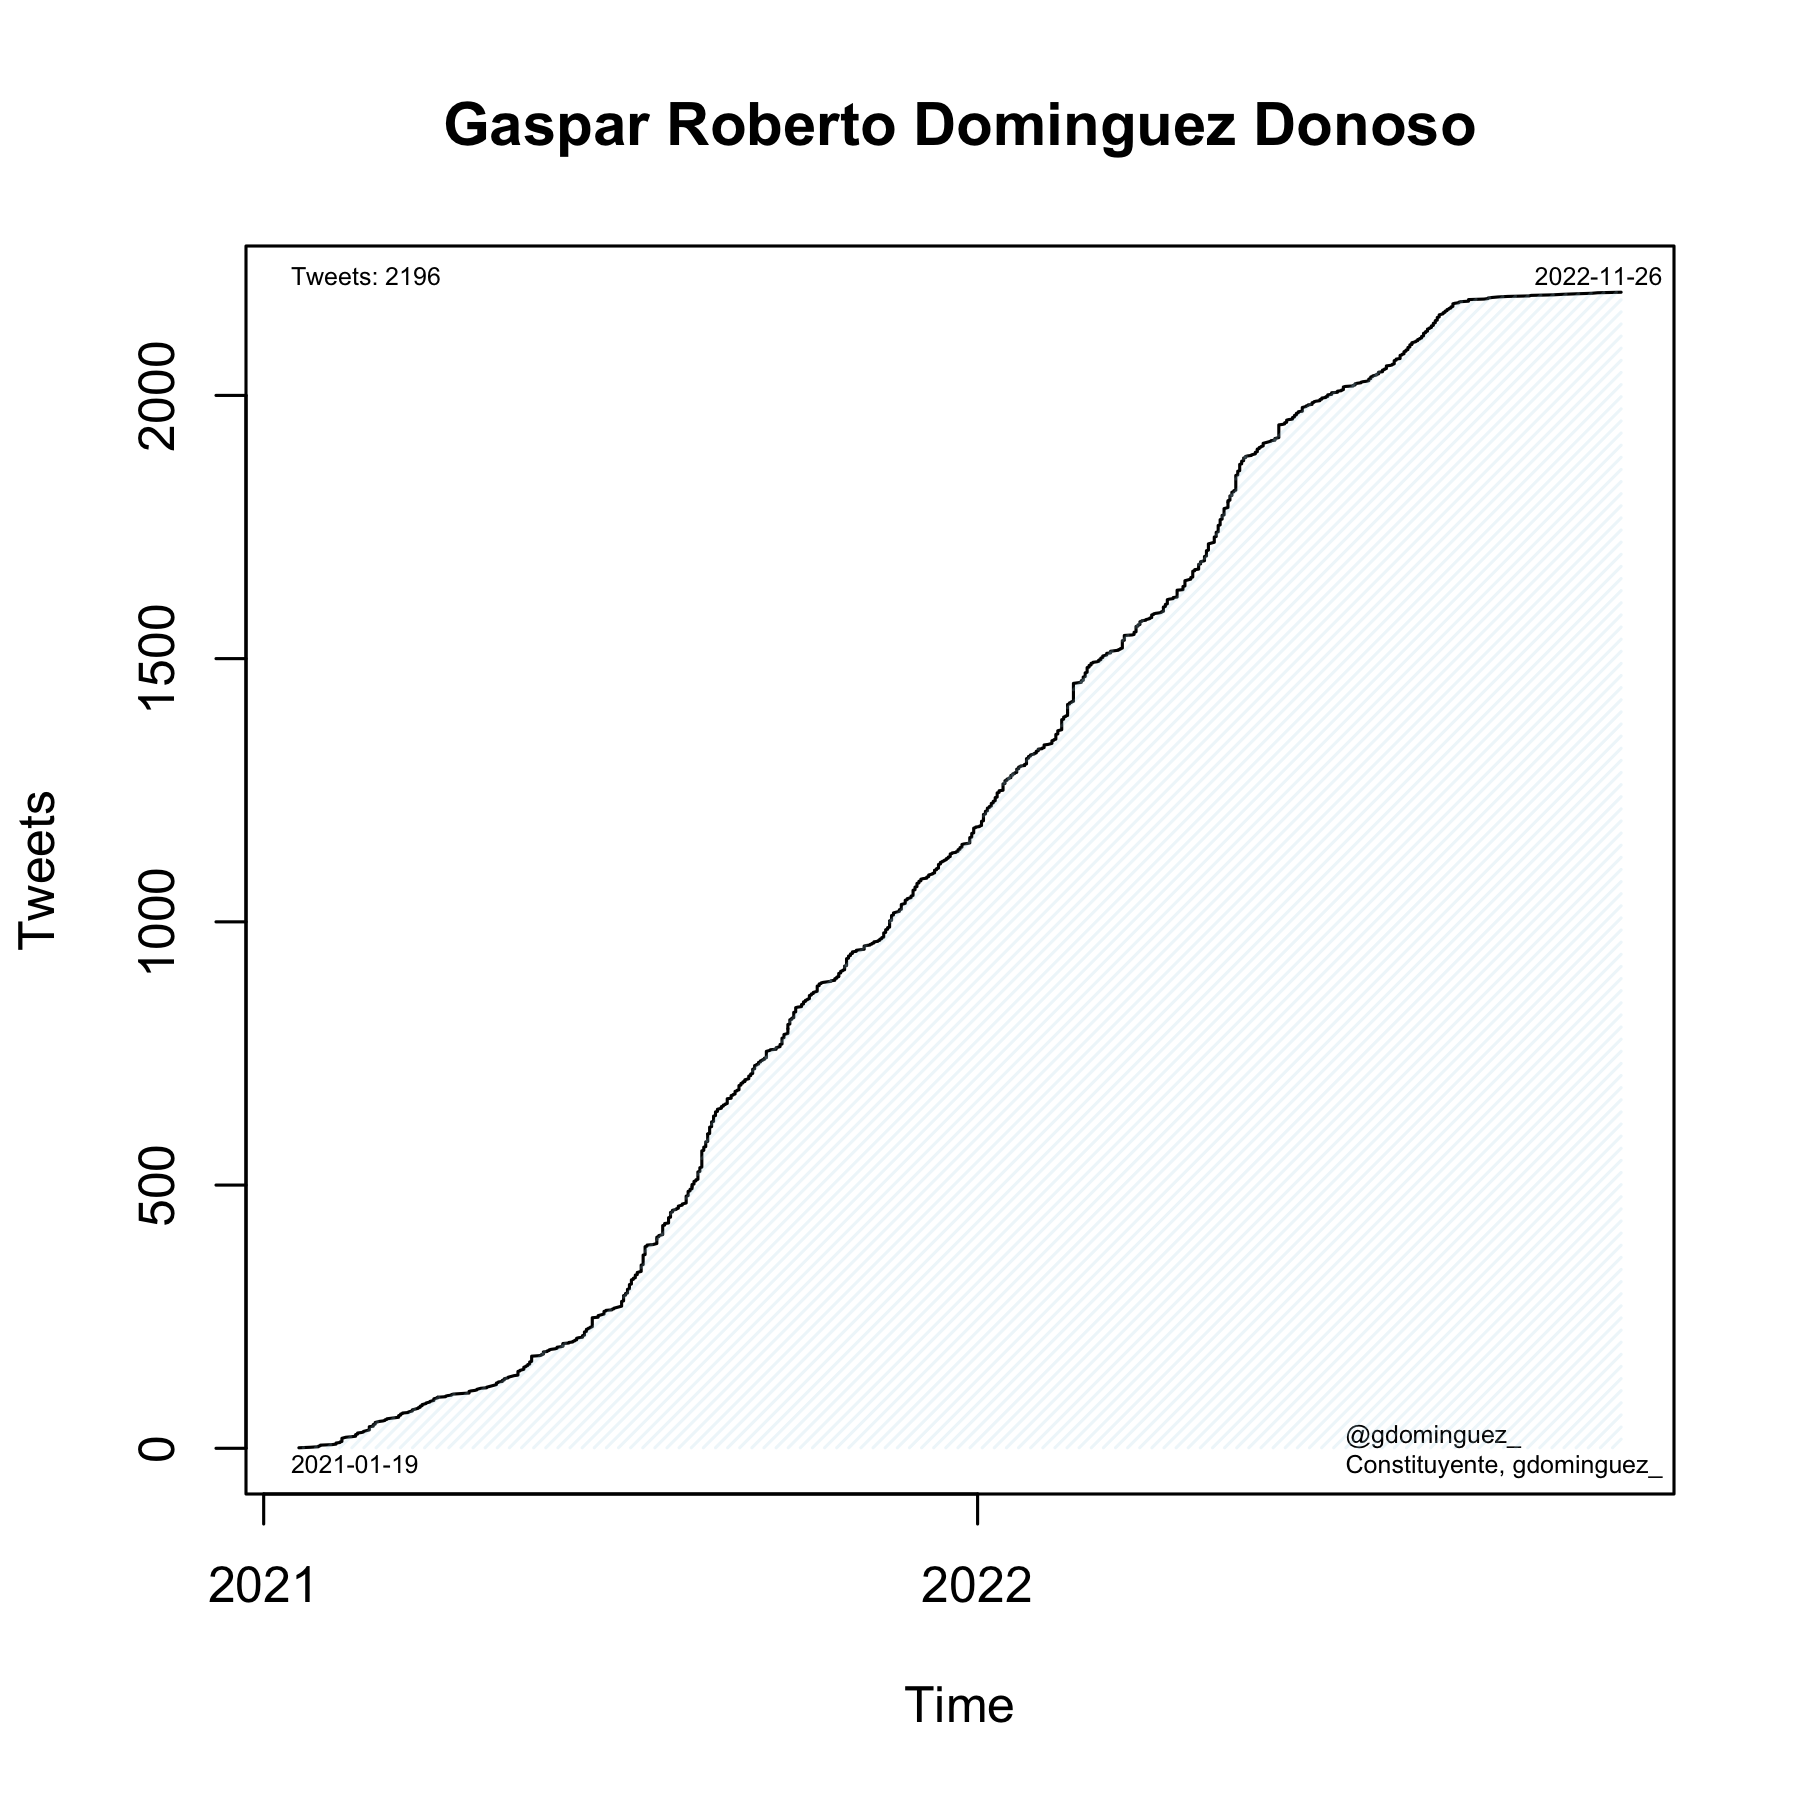 Gaspar Roberto Dominguez Donoso
Tweets: 2196
2022-11-26
2000
1500
1000
500
0
Tweets
@gdominguez_
2021-01-19
Constituyente, gdominguez_
2021
2022
Time